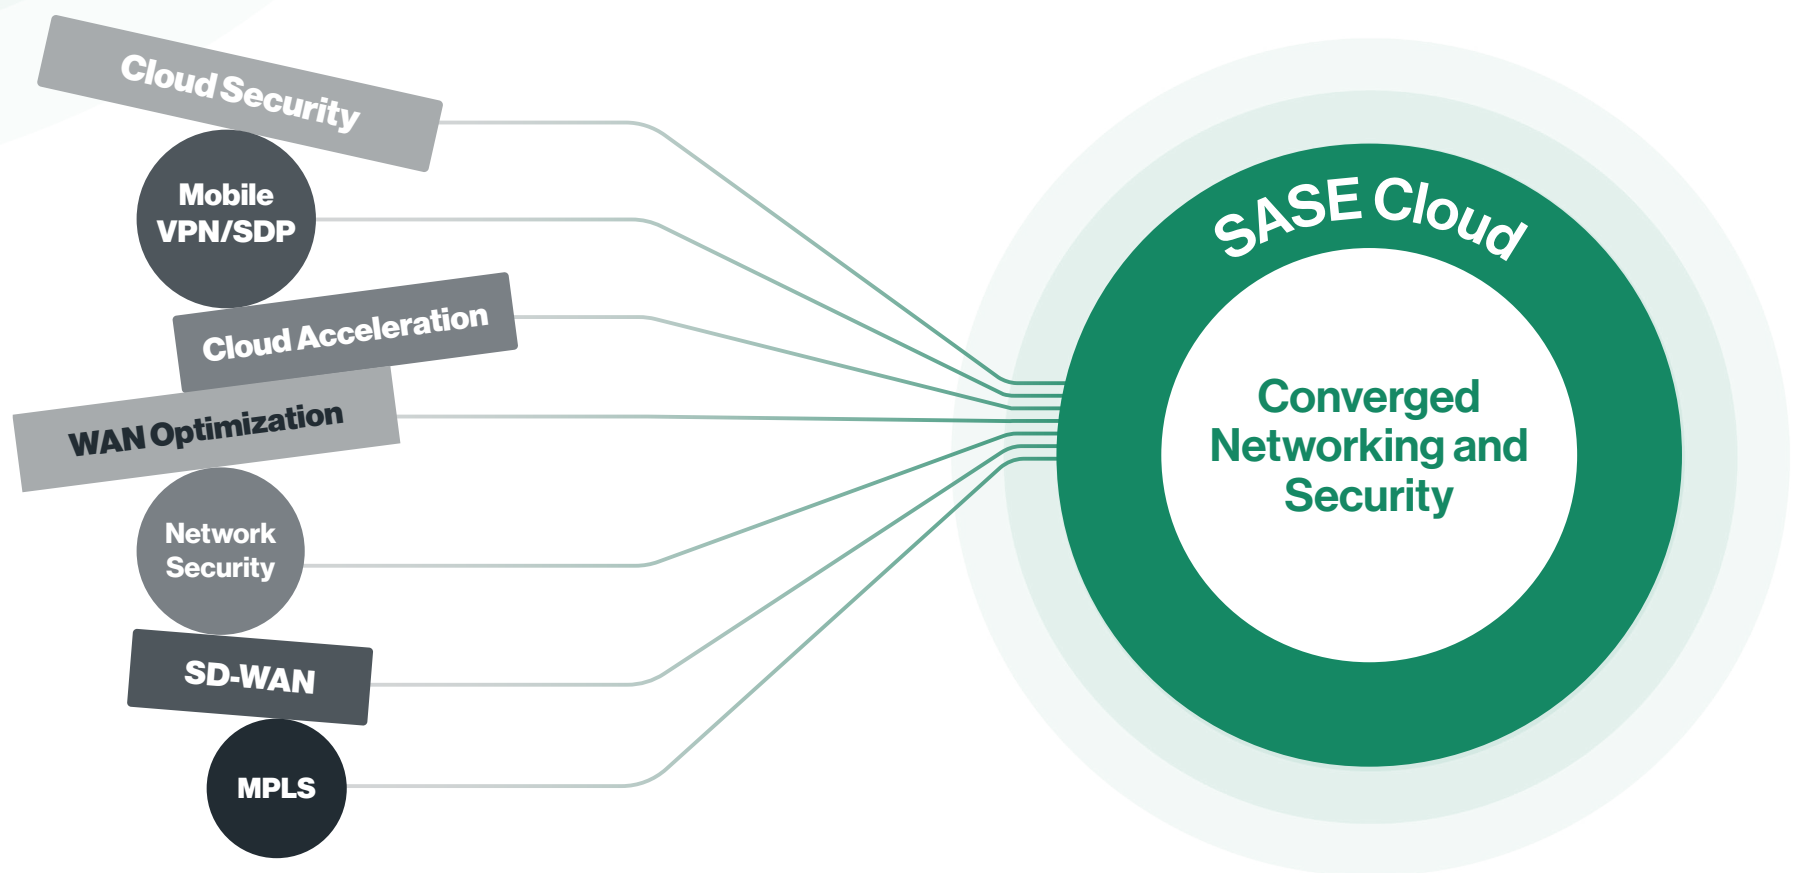 Cloud Security
Mobile
VPN/SDP
Cloud Acceleration
WAN Optimization
Network
Security
SD-WAN
MPLS
SASE Cloud
Converged
Networking and
Security